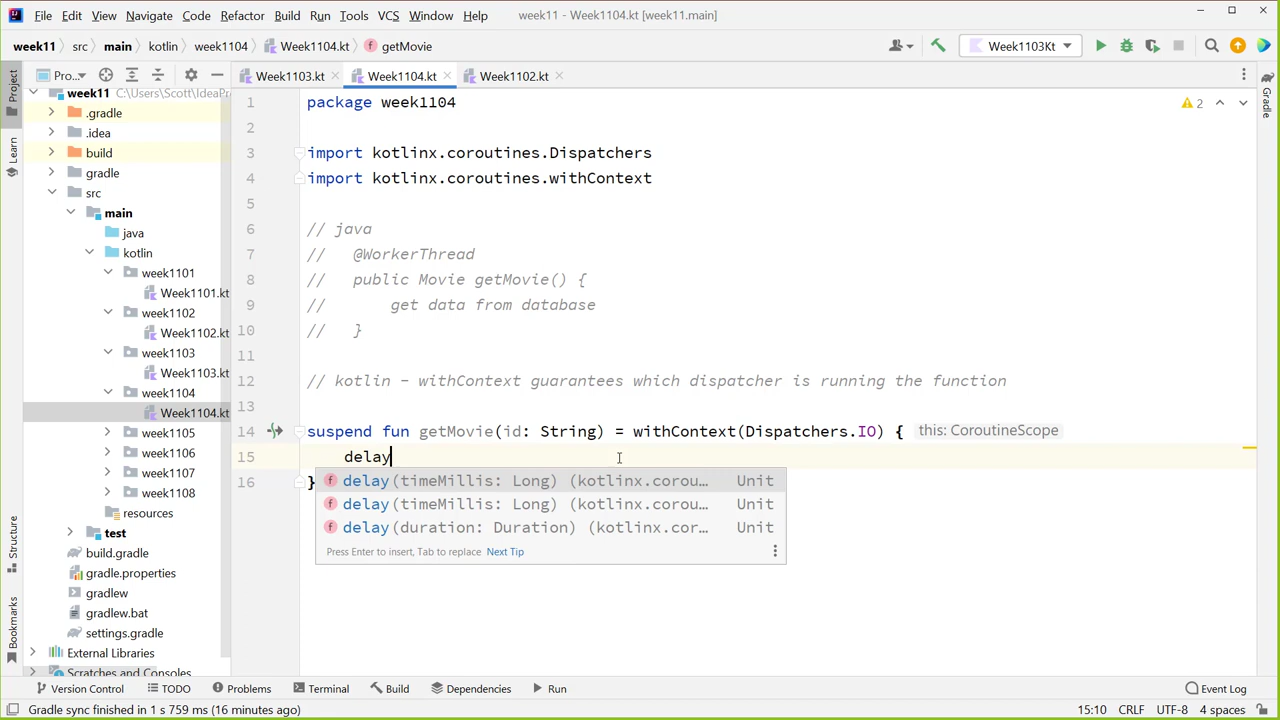 File Edit View Navigate Code Refactor Build Run Tools VCS Window Help week11 - Week1104.kt [week11.main]
week11 src main kotlin week1104 Week1104.kt getMovie Week1103Kt
Project
Learn
Structure
Bookmarks
Pro...
week11 C:\Users\Scott\IdeaPr
.gradle
.idea
build
gradle
src
main
java
kotlin
week1101
Week1101.kt
week1102
Week1102.kt
week1103
Week1103.kt
week1104
Week1104.kt
week1105
week1106
week1107
week1108
resources
test
build.gradle
gradle.properties
gradlew
gradlew.bat
settings.gradle
External Libraries
Scratches and Consoles
Week1103.kt Week1104.kt Week1102.kt
2
1 package week1104
2
3 import kotlinx.coroutines.Dispatchers
4 import kotlinx.coroutines.withContext
5
6 // java
7 // @WorkerThread
8 // public Movie getMovie() {
9 // get data from database
10 // }
11
12 // kotlin - withContext guarantees which dispatcher is running the function
13
14 suspend fun getMovie(id: String) = withContext(Dispatchers.IO) { this: CoroutineScope
15 delay
16 }
delay(timeMillis: Long) (kotlinx.corou... Unit
delay(timeMillis: Long) (kotlinx.corou... Unit
delay(duration: Duration) (kotlinx.cor... Unit
Press Enter to insert, Tab to replace Next Tip
Gradle
Version Control TODO Problems Terminal Build Dependencies Run Event Log
Gradle sync finished in 1 s 759 ms (16 minutes ago) 15:10 CRLF UTF-8 4 spaces